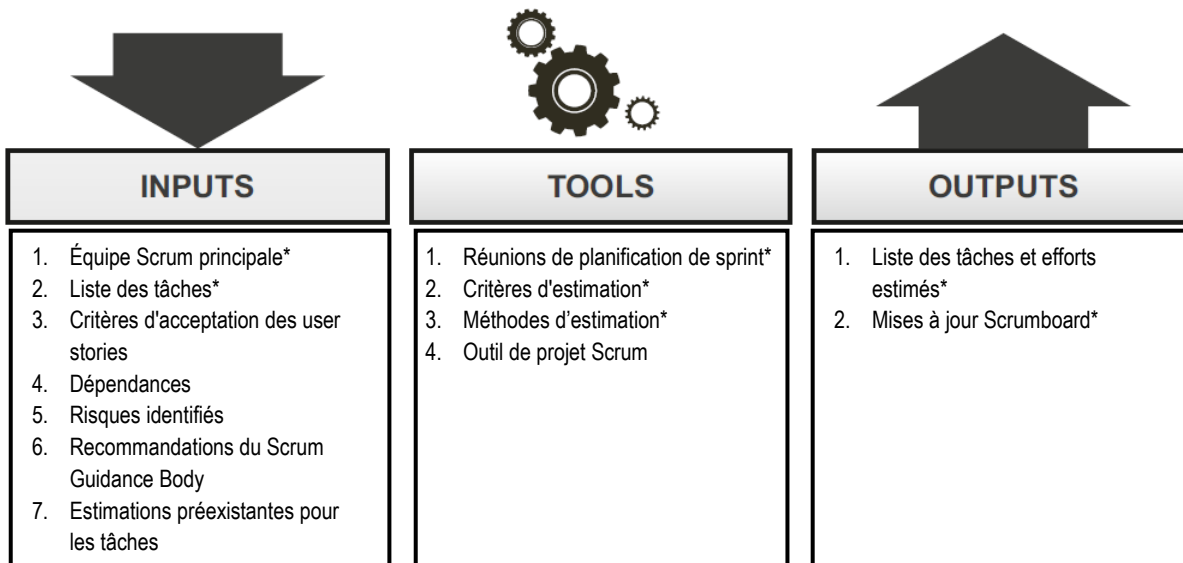 INPUTS
1. Équipe Scrum principale*
2. Liste des tâches*
3. Critères d'acceptation des user
stories
4. Dépendances
5. Risques identifiés
6. Recommandations du Scrum
Guidance Body
7. Estimations préexistantes pour
les tâches
TOOLS
1. Réunions de planification de sprint*
2. Critères d'estimation*
3. Méthodes d’estimation*
4. Outil de projet Scrum
OUTPUTS
1. Liste des tâches et efforts
estimés*
2. Mises à jour Scrumboard*